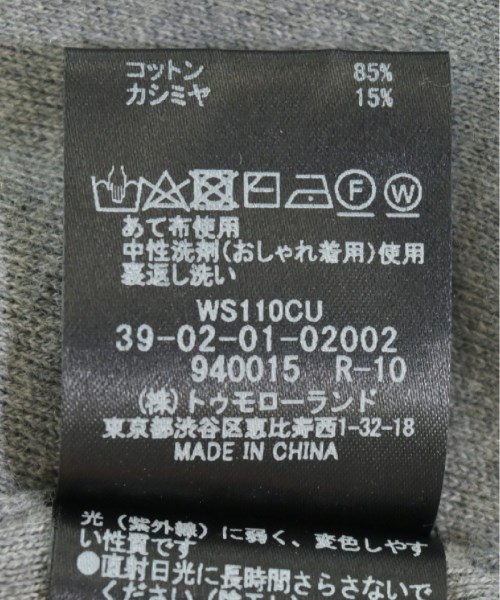 コットン 85%
カシミヤ 15%
F W
あて布使用
中性洗剤(おしゃれ着用)使用
裏返し洗い
WS110CU
39-02-01-02002
940015 R-10
(株)トゥモローランド
東京都渋谷区恵比寿西1-32-18
MADE IN CHINA
光(紫外線)に弱く、変色しやす
い性質です
●直射日光に長時間さらさないで
ください